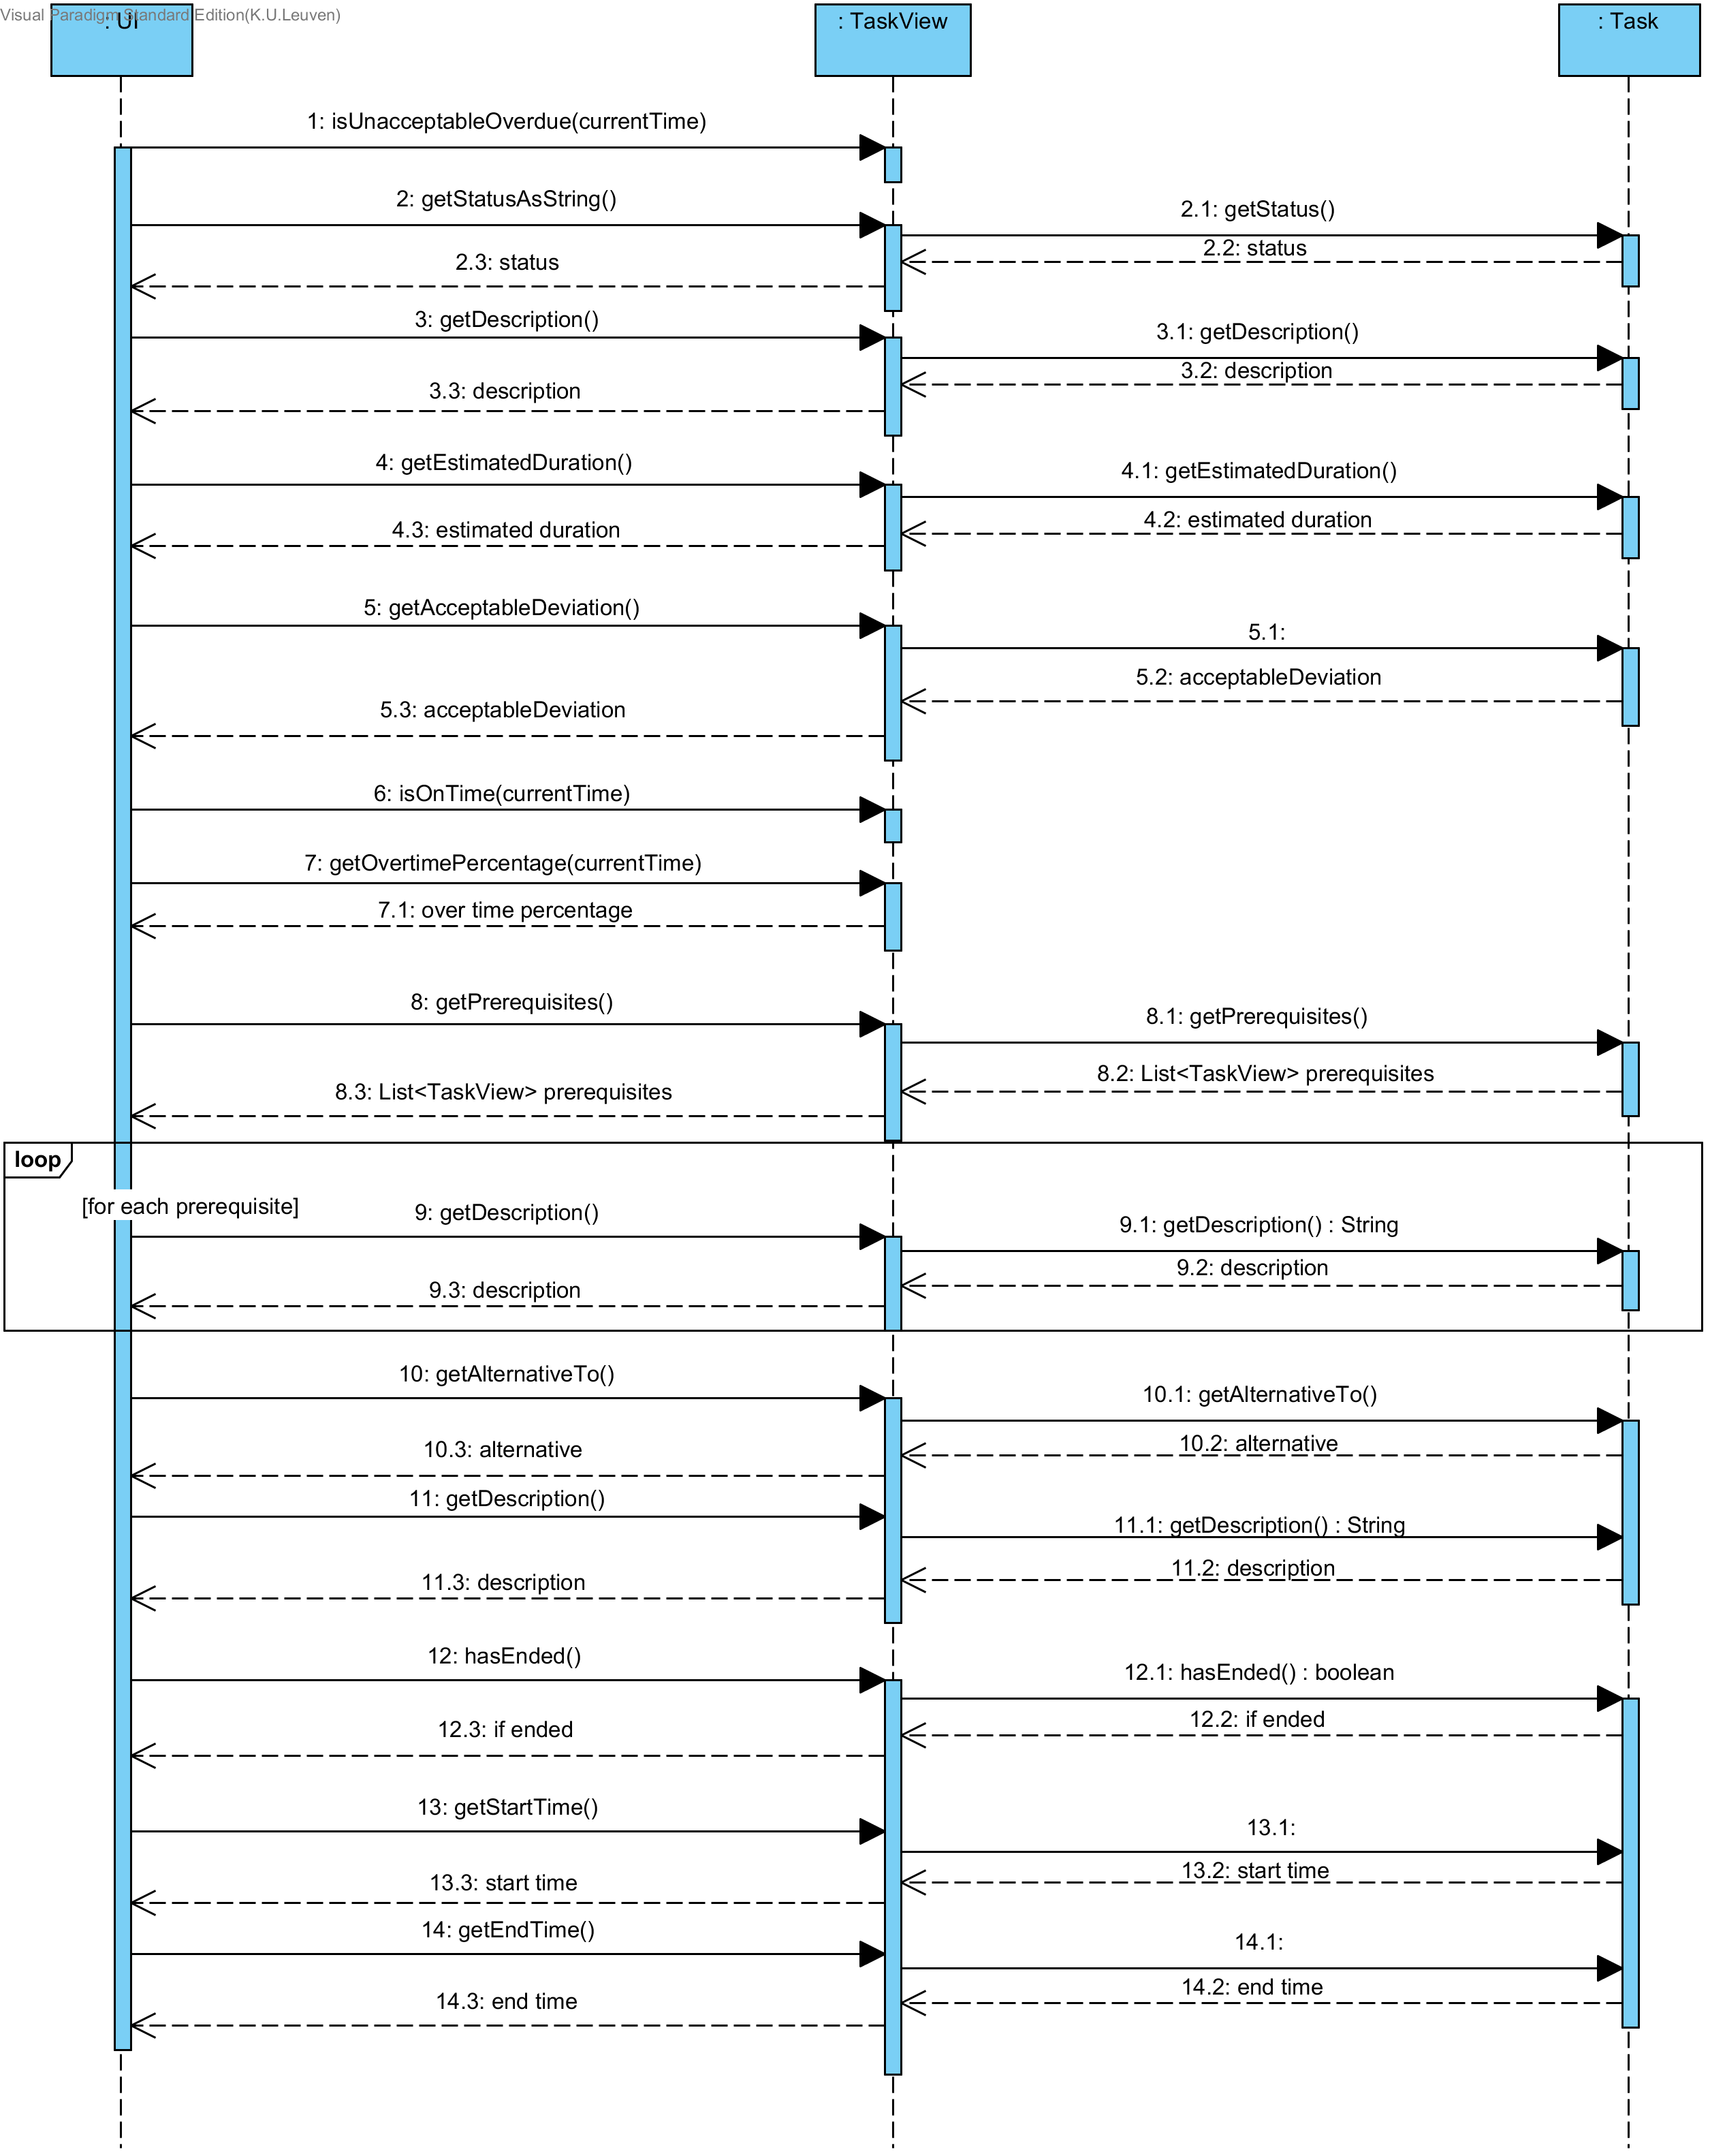 Visual Paradigm Standard Edition(K.U.Leuven)
: UI
: TaskView
: Task
1: isUnacceptableOverdue(currentTime)
2: getStatusAsString()
2.1: getStatus()
2.2: status
2.3: status
3: getDescription()
3.1: getDescription()
3.2: description
3.3: description
4: getEstimatedDuration()
4.1: getEstimatedDuration()
4.2: estimated duration
4.3: estimated duration
5: getAcceptableDeviation()
5.1:
5.2: acceptableDeviation
5.3: acceptableDeviation
6: isOnTime(currentTime)
7: getOvertimePercentage(currentTime)
7.1: over time percentage
8: getPrerequisites()
8.1: getPrerequisites()
8.2: List<TaskView> prerequisites
8.3: List<TaskView> prerequisites
loop
[for each prerequisite]
9: getDescription()
9.1: getDescription() : String
9.2: description
9.3: description
10: getAlternativeTo()
10.1: getAlternativeTo()
10.2: alternative
10.3: alternative
11: getDescription()
11.1: getDescription() : String
11.2: description
11.3: description
12: hasEnded()
12.1: hasEnded() : boolean
12.2: if ended
12.3: if ended
13: getStartTime()
13.1:
13.2: start time
13.3: start time
14: getEndTime()
14.1:
14.2: end time
14.3: end time